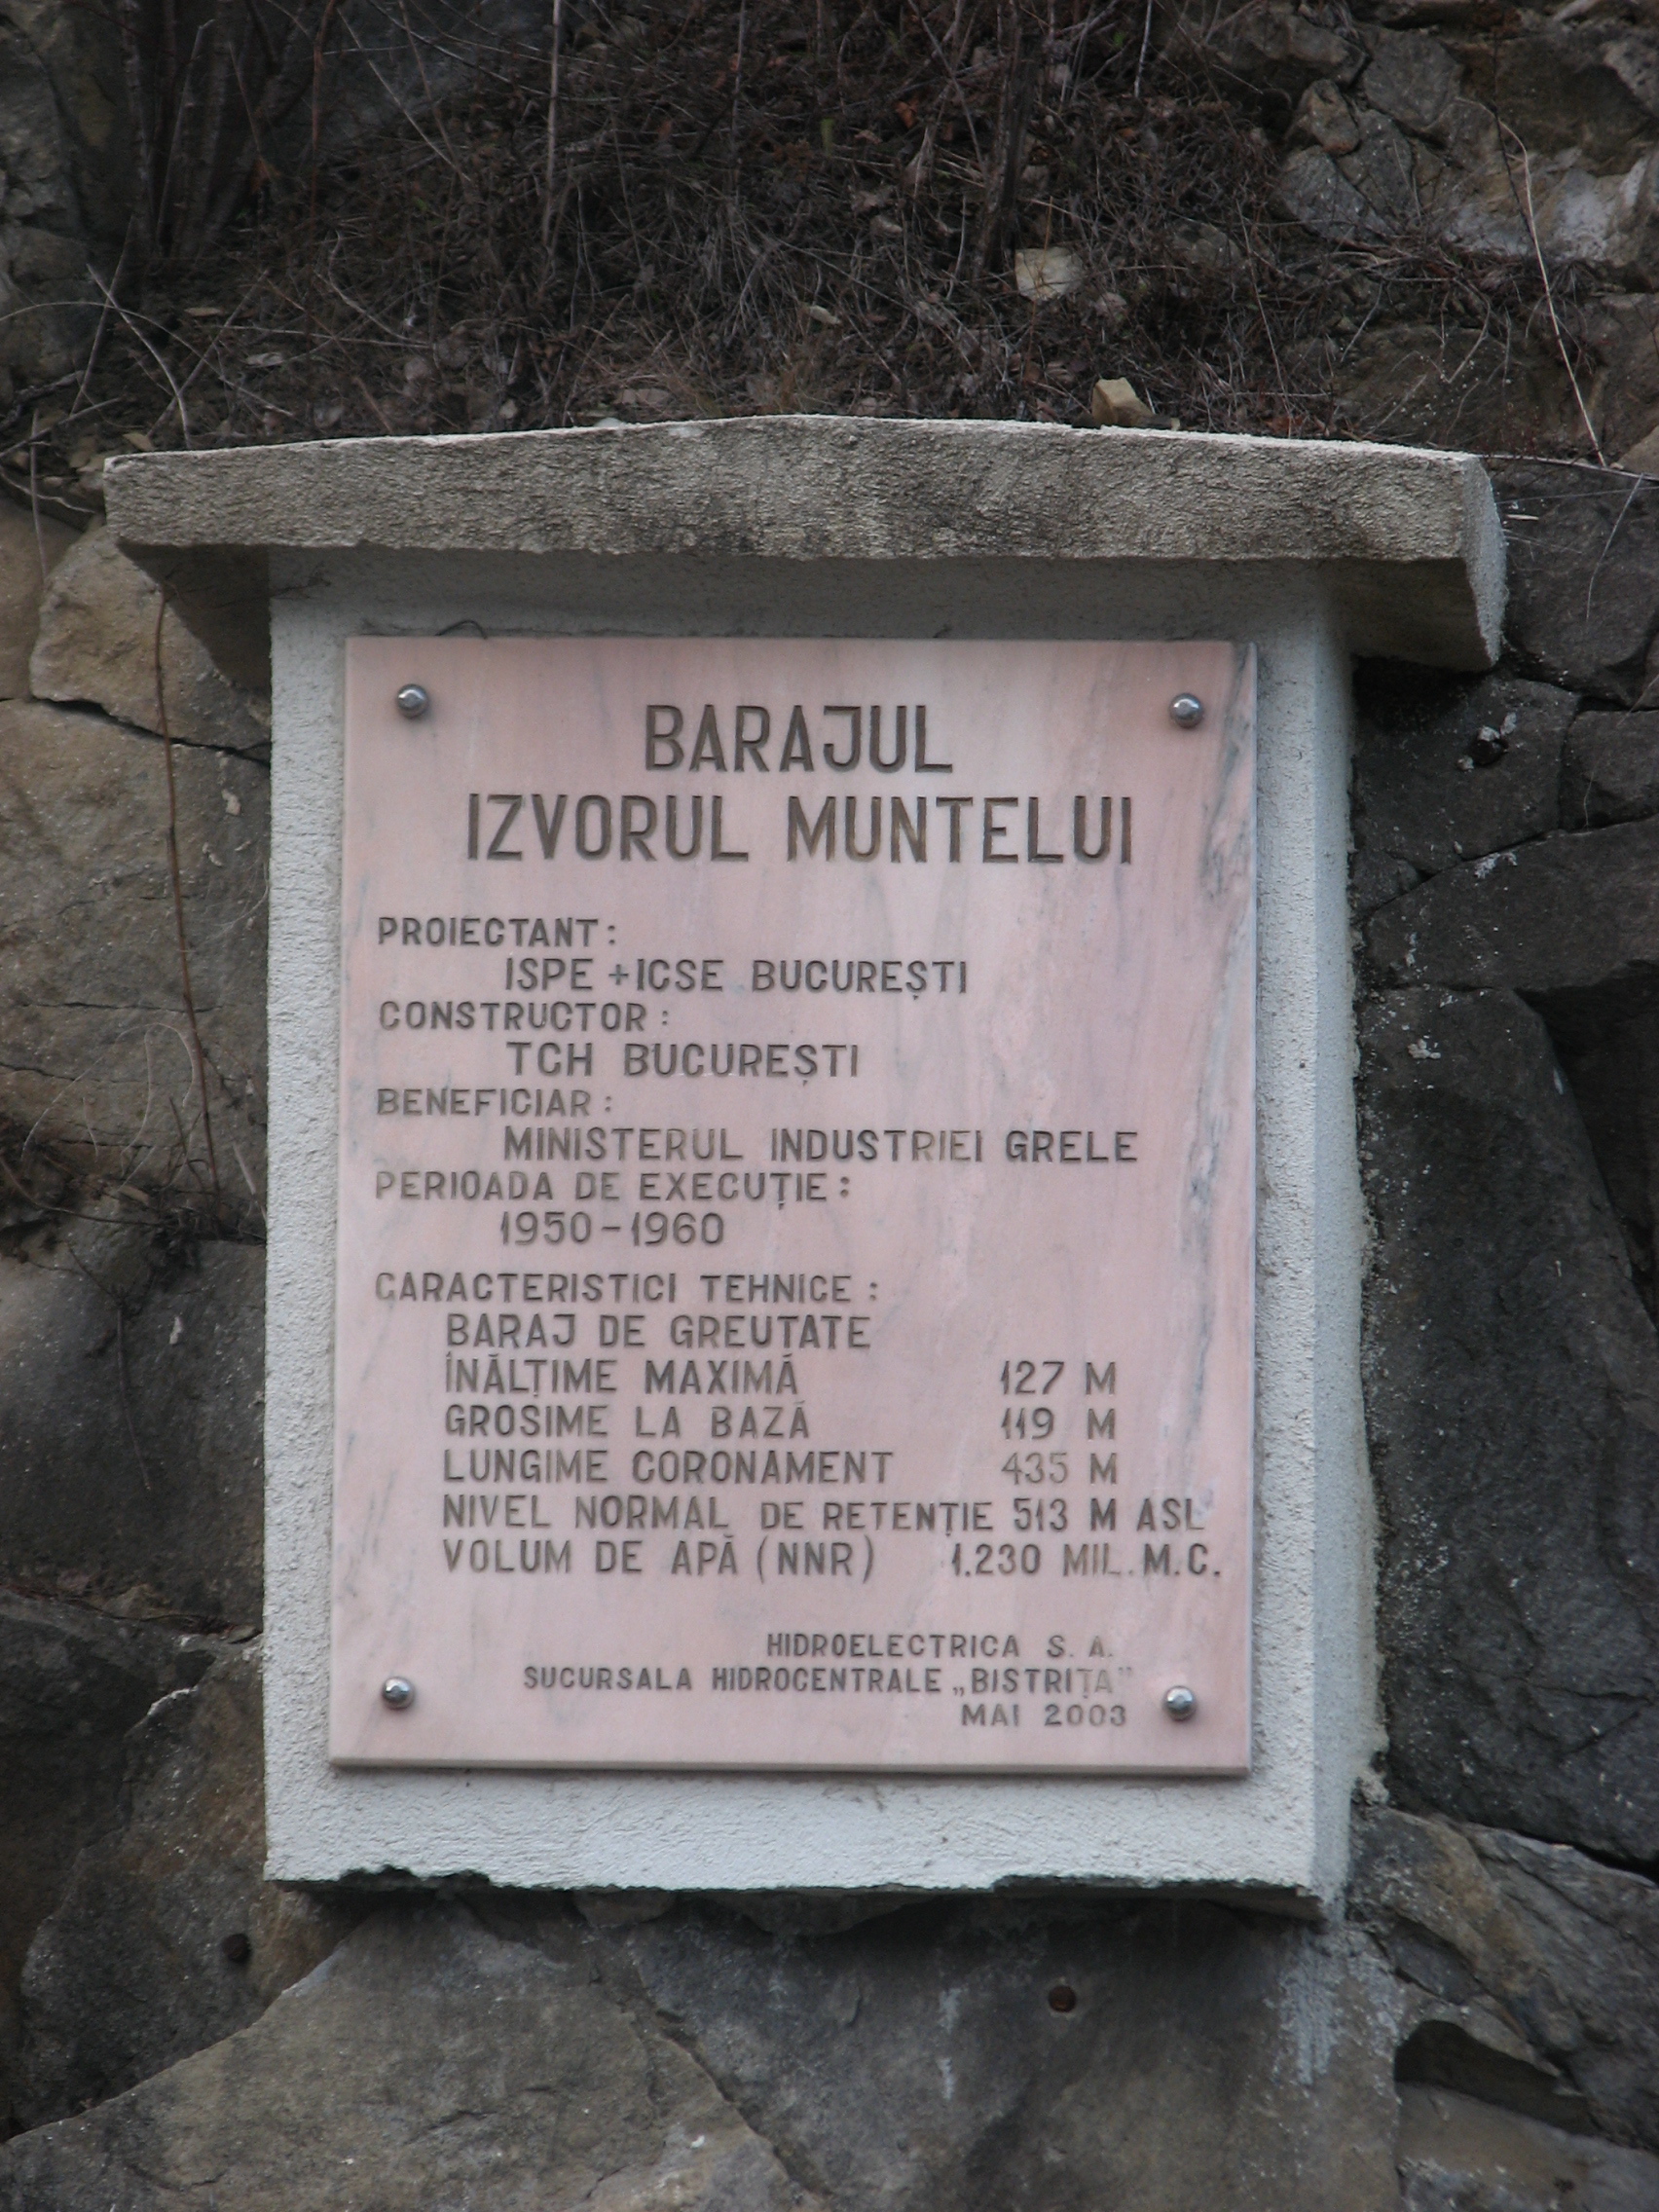 BARAJUL
IZVORUL MUNTELUI
PROIECTANT:
ISPE +ICSE BUCUREȘTI
CONSTRUCTOR:
TCH BUCUREȘTI
BENEFICIAR:
MINISTERUL INDUSTRIEI GRELE
PERIOADA DE EXECUȚIE:
1950-1960
CARACTERISTICI TEHNICE:
BARAJ DE GREUTATE
ÎNĂLȚIME MAXIMĂ 127 M
GROSIME LA BAZĂ 119 M
LUNGIME CORONAMENT 435 M
NIVEL NORMAL DE RETENȚIE 513 M ASL
VOLUM DE APĂ (NNR) 1.230 MIL. M.C.
HIDROELECTRICA S. A.
SUCURSALA HIDROCENTRALE „BISTRIȚA”
MAI 2003